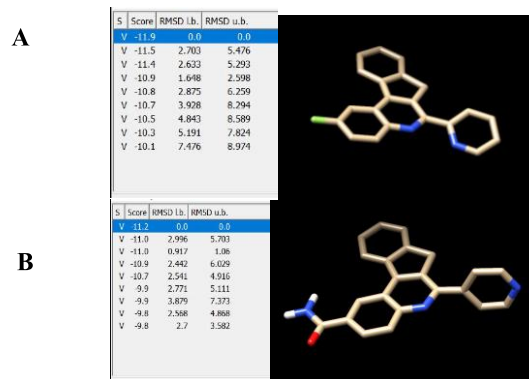 A
S Score RMSD l.b. RMSD u.b.
V -11.9 0.0 0.0
V -11.5 2.703 5.476
V -11.4 2.633 5.293
V -10.9 1.648 2.598
V -10.8 2.875 6.259
V -10.7 3.928 8.294
V -10.5 4.843 8.589
V -10.3 5.191 7.824
V -10.1 7.476 8.974
B
S Score RMSD l.b. RMSD u.b.
V -11.2 0.0 0.0
V -11.0 2.996 5.703
V -11.0 0.917 1.06
V -10.9 2.442 6.029
V -10.7 2.541 4.916
V -9.9 2.771 5.111
V -9.9 3.879 7.373
V -9.8 2.568 4.868
V -9.8 2.7 3.582